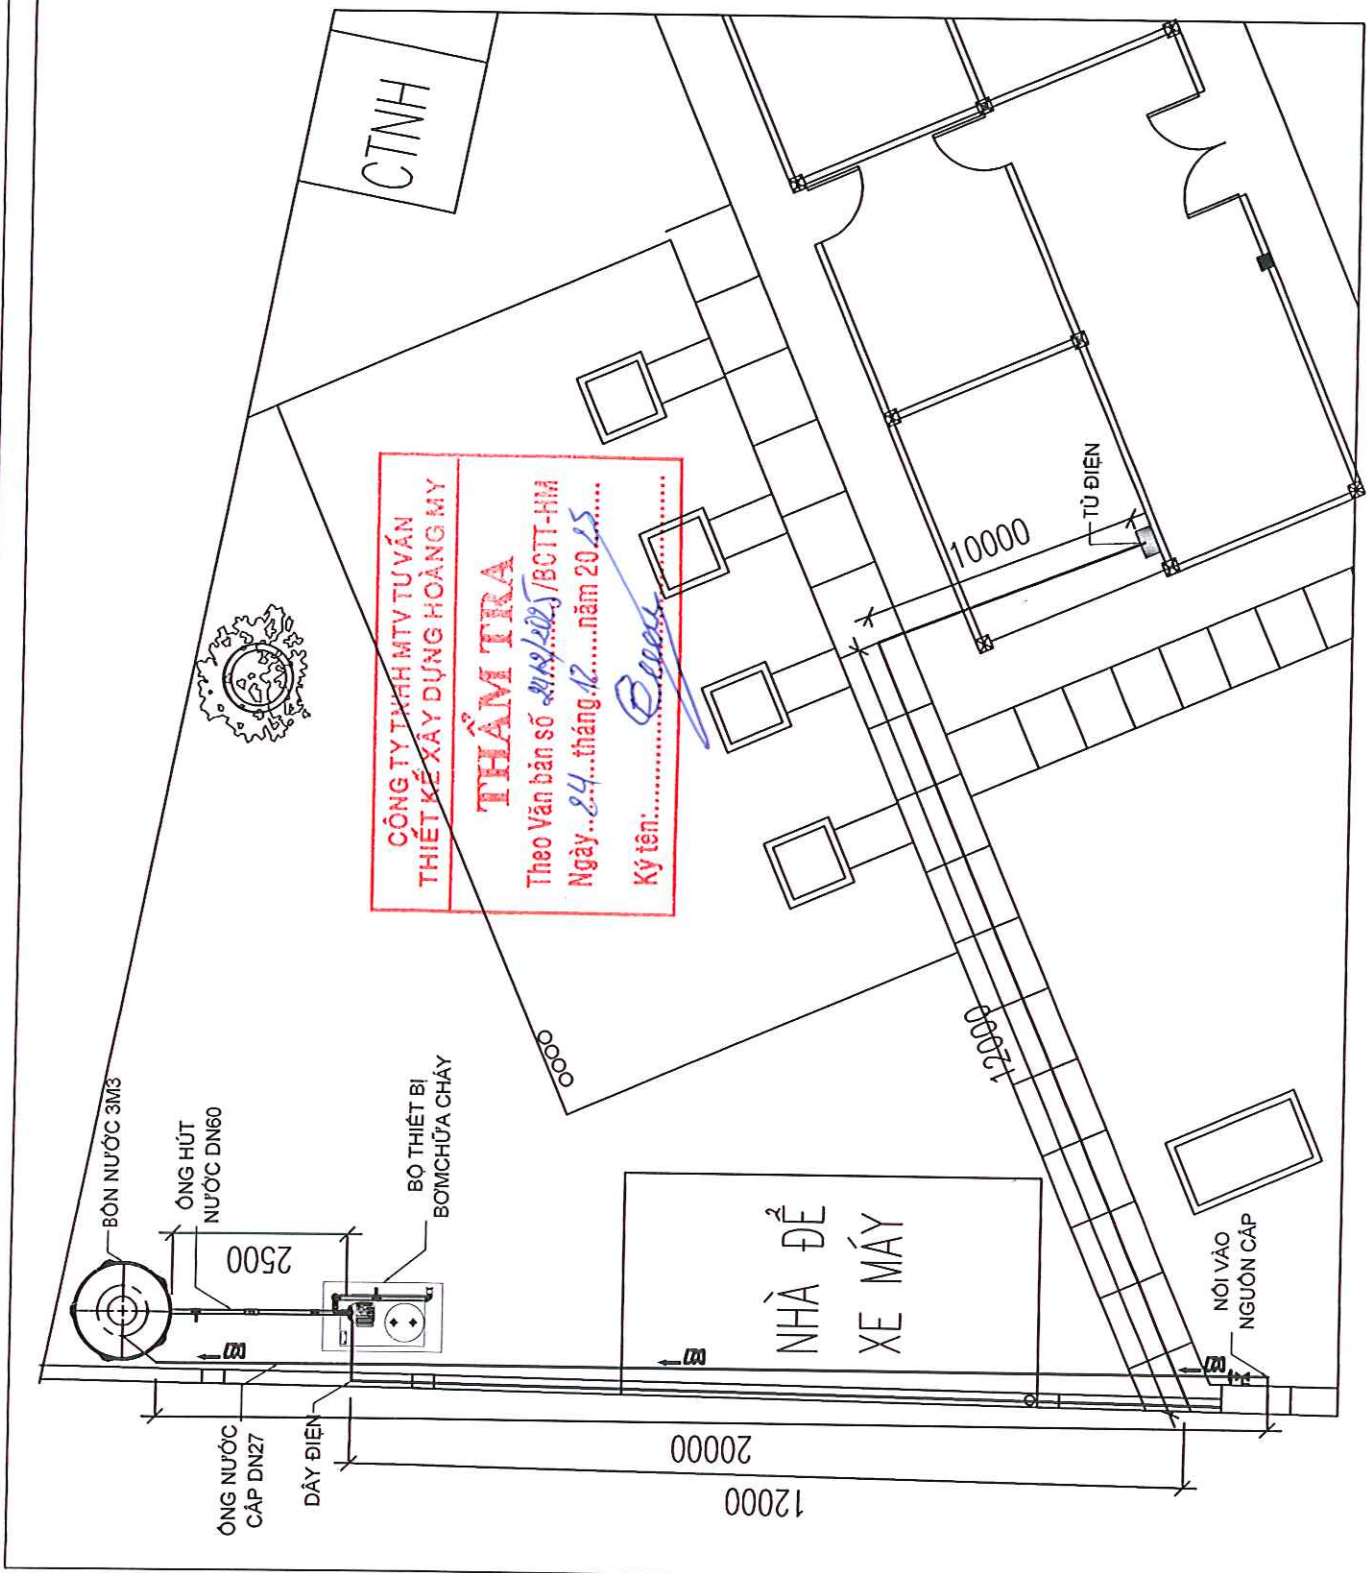 CTNH
CÔNG TY TNHH MTV TƯ VẤN
THIẾT KẾ XÂY DỰNG HOÀNG MY
THẨM TRA
Theo Văn bản số 2412/2025/BCTT-HM
Ngày..24...tháng.12....năm 2025
Ký tên:
BỒN NƯỚC 3M3
ỐNG HÚT
NƯỚC DN60
2500
BỘ THIẾT BỊ
BƠMCHỮA CHÁY
ỐNG NƯỚC
CẤP DN27
DÂY ĐIỆN
20000
12000
NHÀ ĐỂ
XE MÁY
12000
10000
TỦ ĐIỆN
NỐI VÀO
NGUỒN CẤP